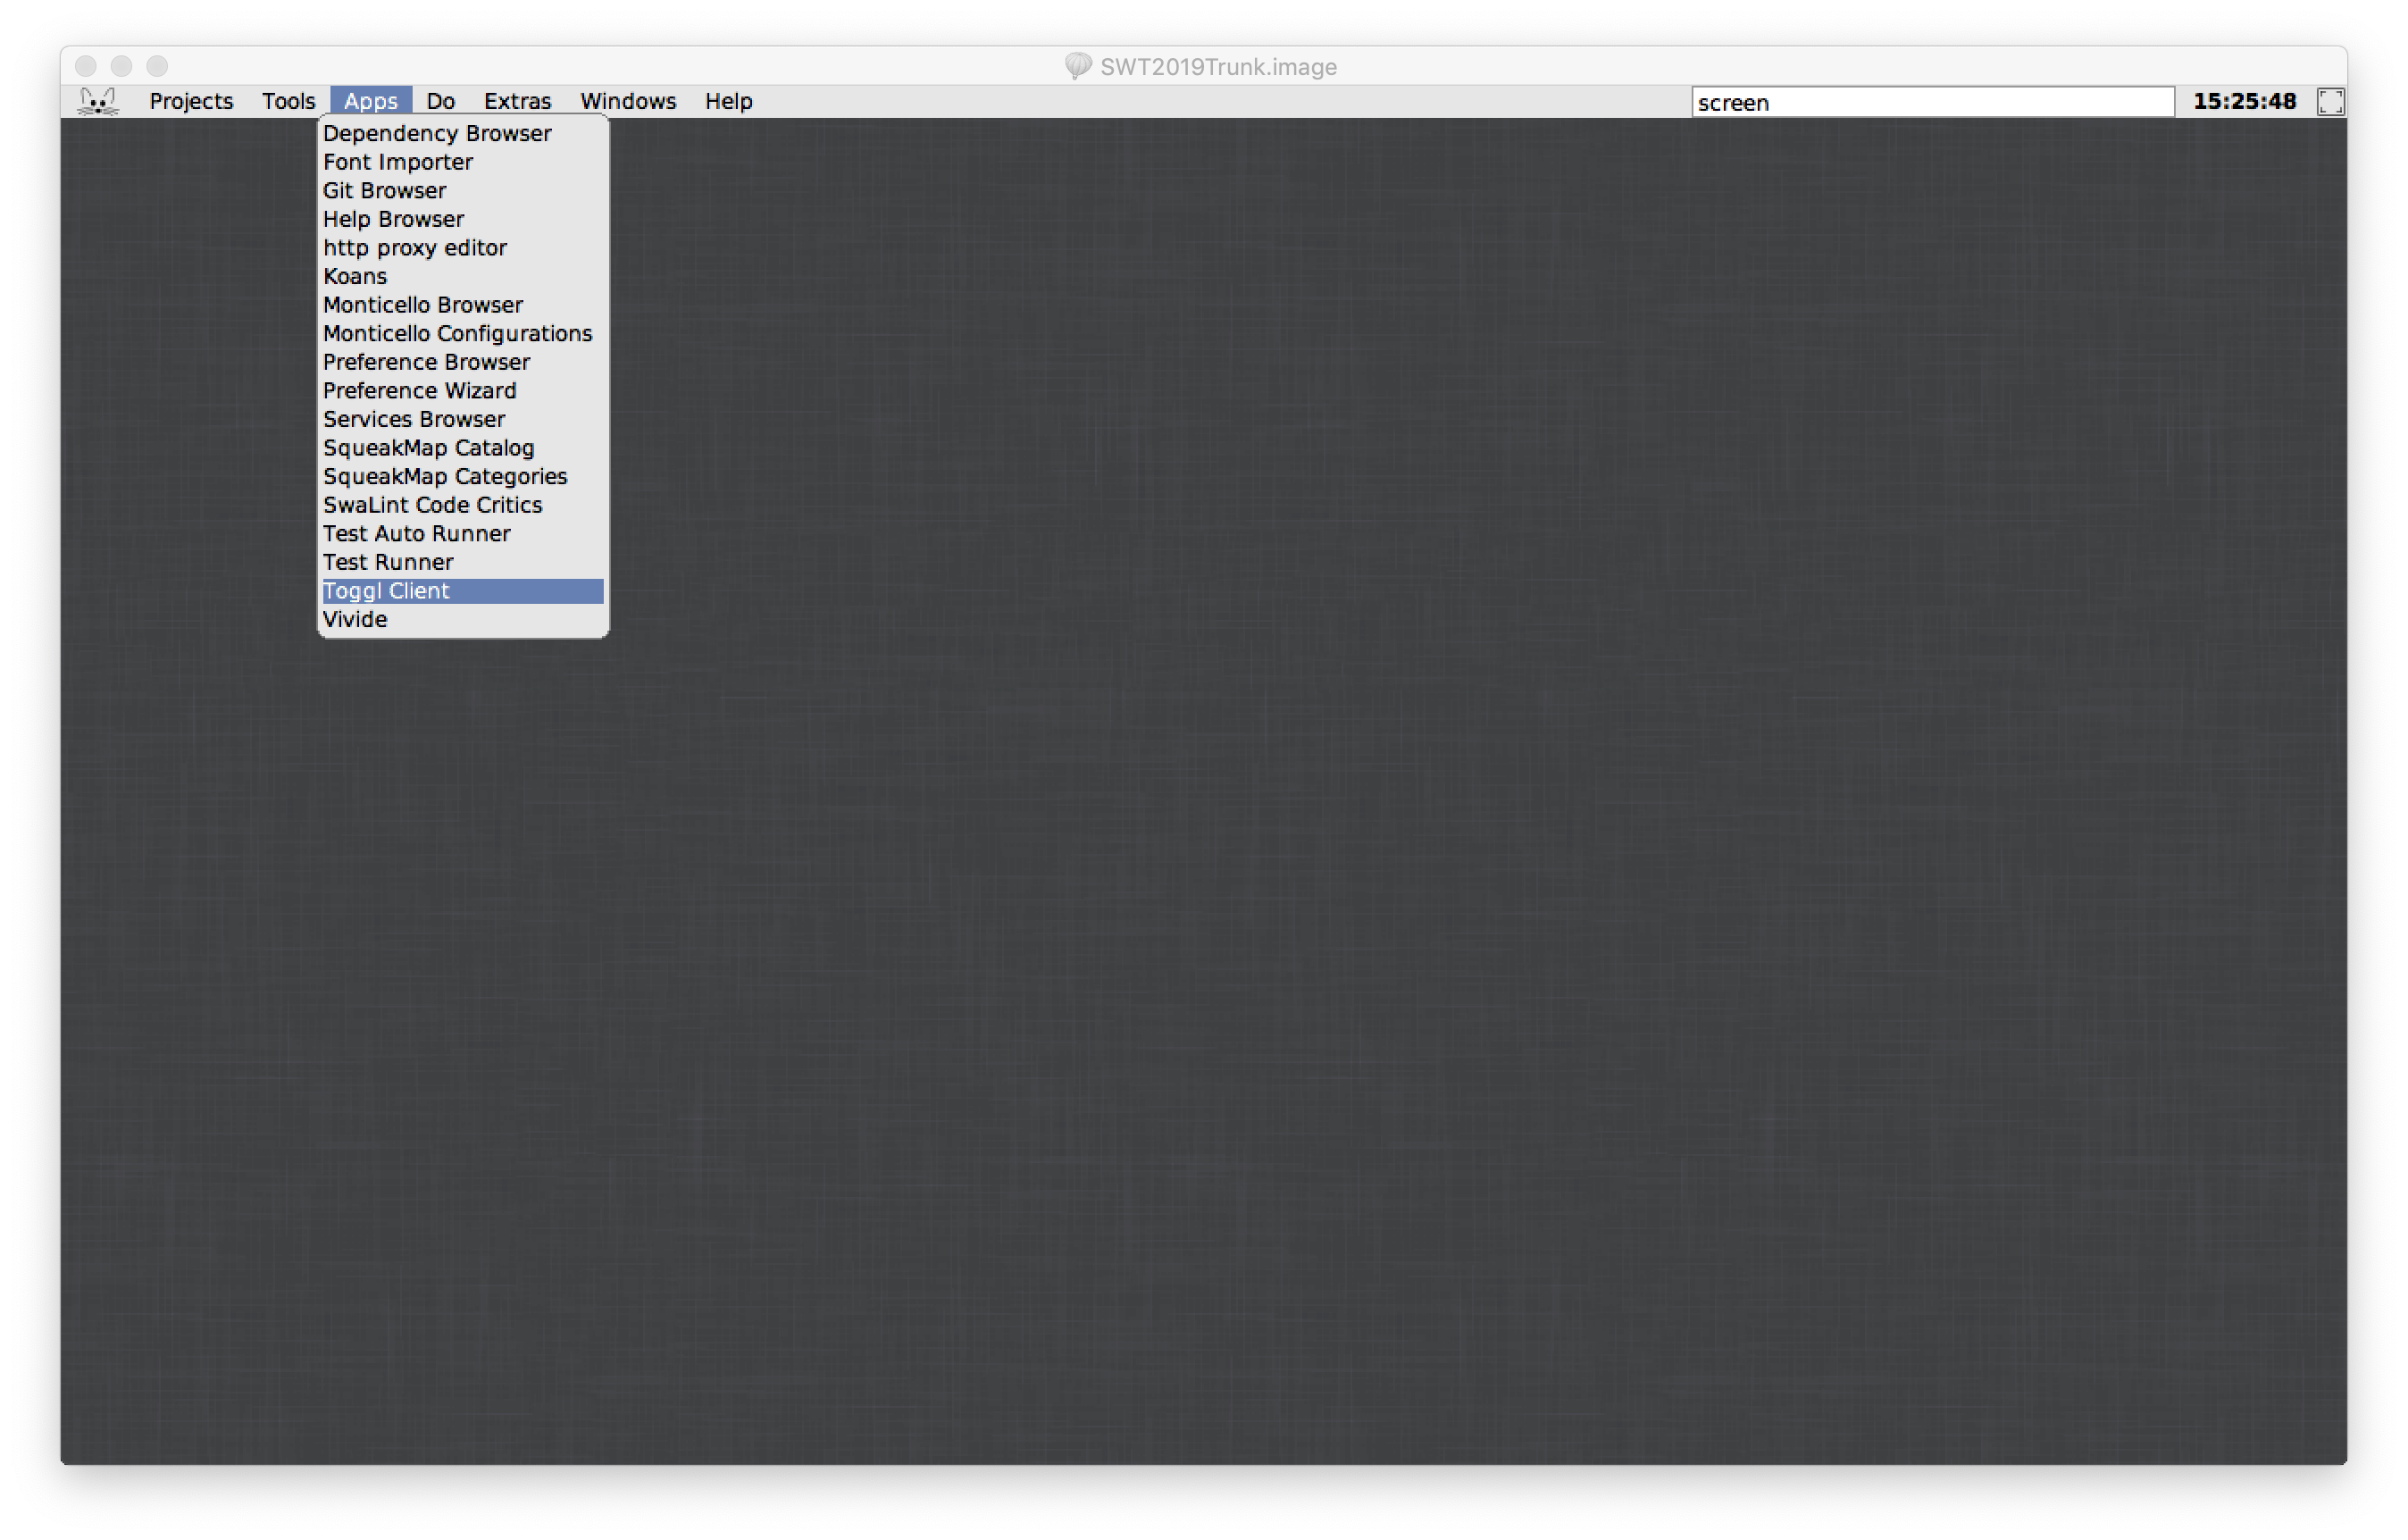 SWT2019Trunk.image
Projects Tools Apps Do Extras Windows Help screen 15:25:48
Dependency Browser
Font Importer
Git Browser
Help Browser
http proxy editor
Koans
Monticello Browser
Monticello Configurations
Preference Browser
Preference Wizard
Services Browser
SqueakMap Catalog
SqueakMap Categories
SwaLint Code Critics
Test Auto Runner
Test Runner
Toggl Client
Vivide